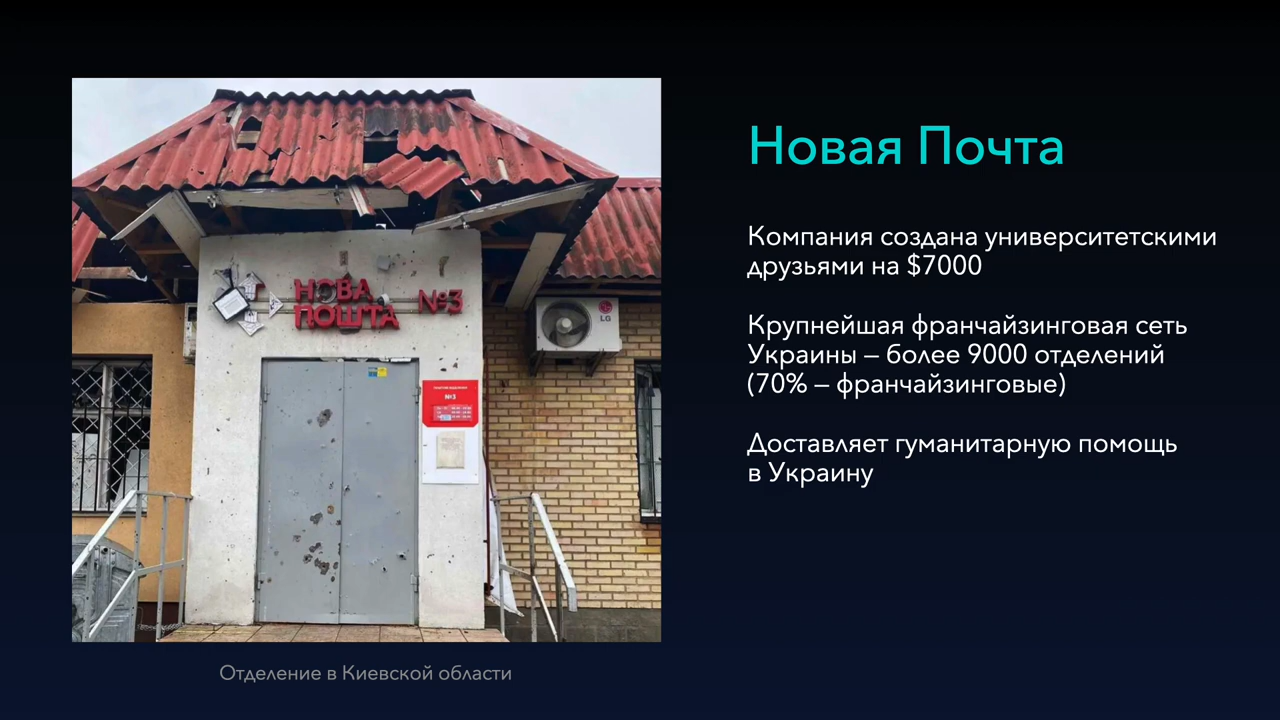 Новая Почта
Компания создана университетскими
друзьями на $7000
Крупнейшая франчайзинговая сеть
Украины – более 9000 отделений
(70% – франчайзинговые)
Доставляет гуманитарную помощь
в Украину
НОВА
ПОШТА
№3
LG
№3
Отделение в Киевской области